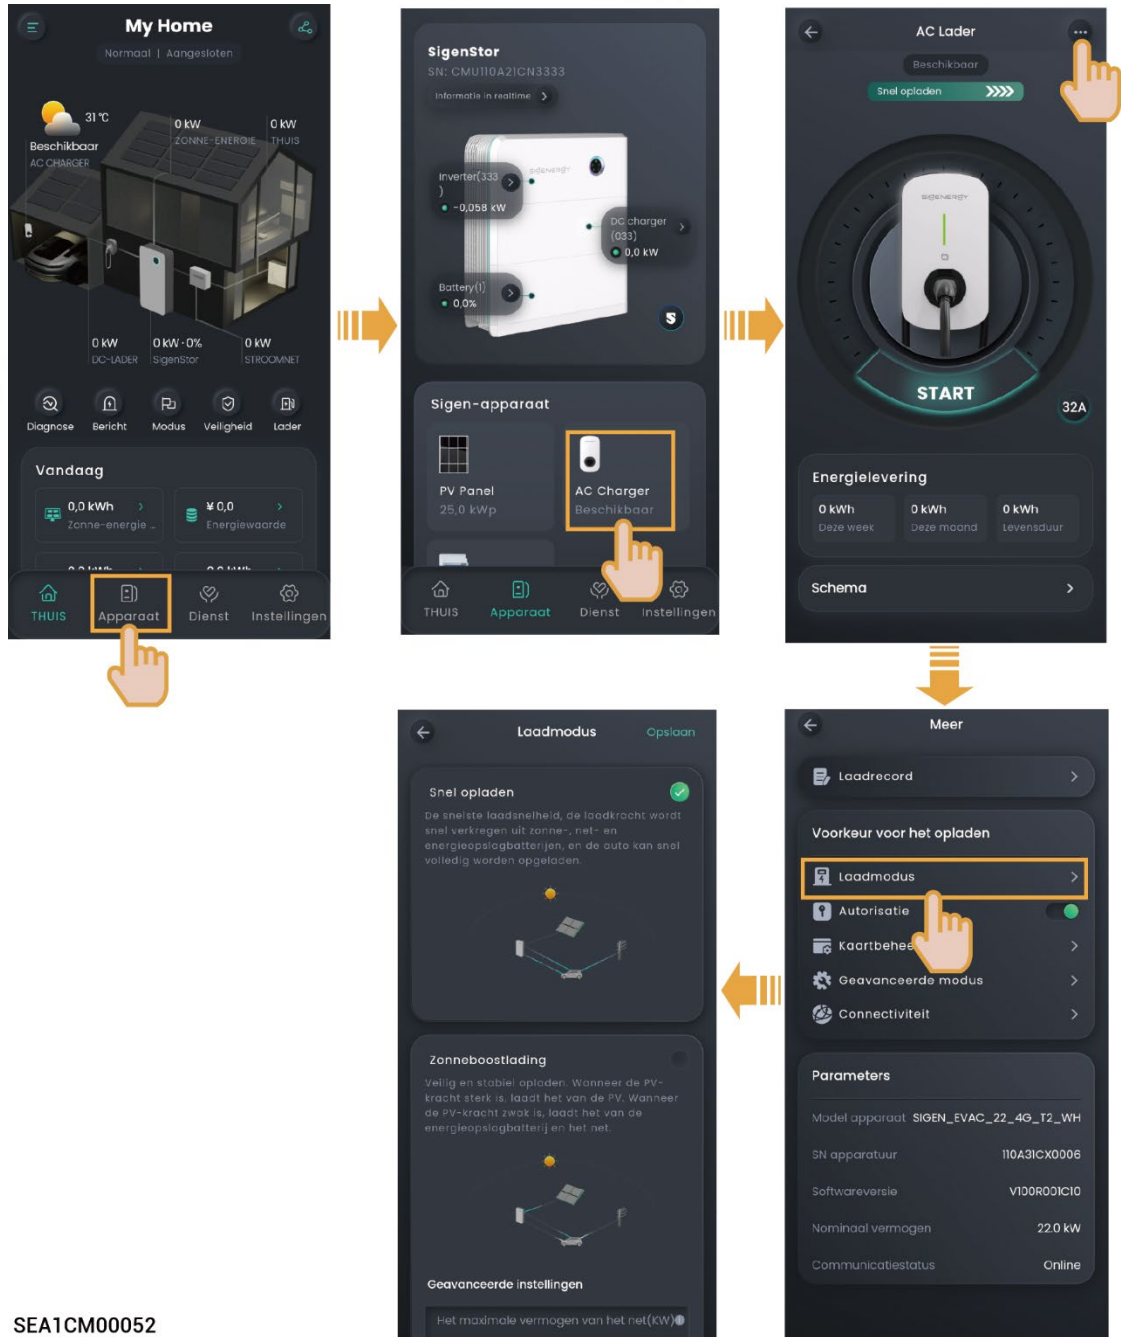 My Home
Normaal | Aangesloten
31 °C
Beschikbaar
AC CHARGER
0 kW
ZONNE-ENERGIE
0 kW
THUIS
0 kW
DC-LADER
0 kW · 0%
SigenStor
0 kW
STROOMNET
Diagnose
Bericht
Modus
Veiligheid
Lader
Vandaag
0,0 kWh
Zonne-energie ..
¥ 0,0
Energiewaarde
THUIS
Apparaat
Dienst
Instellingen
SigenStor
SN: CMU110A21CN3333
Informatie in realtime
SIGENERGY
Inverter(333
)
-0,058 kW
DC charger
(033)
0,0 kW
Battery(1)
0,0%
Sigen-apparaat
PV Panel
25,0 kWp
AC Charger
Beschikbaar
THUIS
Apparaat
Dienst
Instellingen
AC Lader
Beschikbaar
Snel opladen
SIGENERGY
START
32A
Energielevering
0 kWh
Deze week
0 kWh
Deze maand
0 kWh
Levensduur
Schema
Meer
Laadrecord
Voorkeur voor het opladen
Laadmodus
Autorisatie
Geavanceerde modus
Connectiviteit
Parameters
Model apparaat SIGEN_EVAC_22_4G_T2_WH
SN apparatuur 110A31CX0006
Softwareversie V100R001C10
Nominaal vermogen 22.0 kW
Communicatiestatus Online
Laadmodus
Opslaan
Snel opladen
De snelste laadsnelheid, de laadkracht wordt
snel verkregen uit zonne-, net- en
energieopslagbatterijen, en de auto kan snel
volledig worden opgeladen.
Zonneboostlading
Veilig en stabiel opladen. Wanneer de PV-
kracht sterk is, laadt het van de PV. Wanneer
de PV-kracht zwak is, laadt het van de
energieopslagbatterij en het net.
Geavanceerde instellingen
Het maximale vermogen van het net(KW)
SEA1CM00052